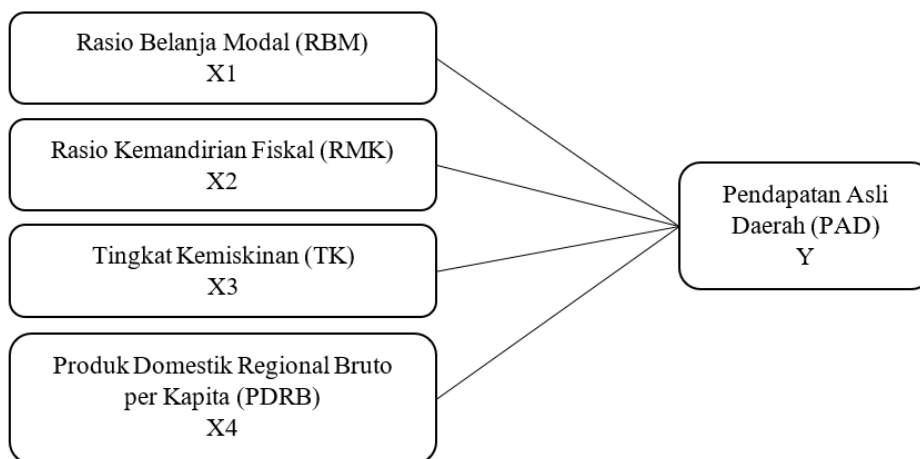 Rasio Belanja Modal (RBM)
X1
Rasio Kemandirian Fiskal (RMK)
X2
Tingkat Kemiskinan (TK)
X3
Produk Domestik Regional Bruto
per Kapita (PDRB)
X4
Pendapatan Asli
Daerah (PAD)
Y